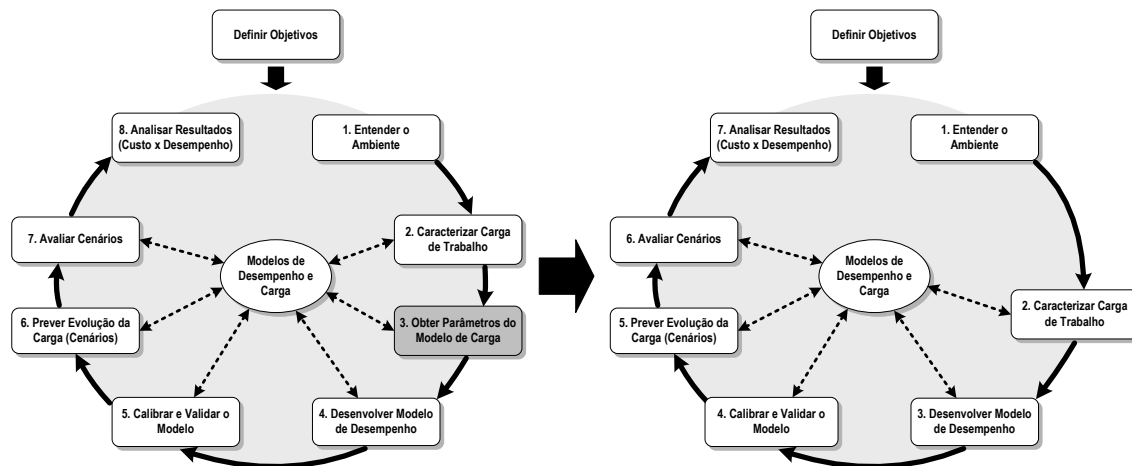 Definir Objetivos
8. Analisar Resultados
(Custo x Desempenho)
1. Entender o
Ambiente
7. Avaliar Cenários
2. Caracterizar Carga
de Trabalho
Modelos de
Desempenho e
Carga
6. Prever Evolução da
Carga (Cenários)
3. Obter Parâmetros do
Modelo de Carga
5. Calibrar e Validar o
Modelo
4. Desenvolver Modelo
de Desempenho
Definir Objetivos
7. Analisar Resultados
(Custo x Desempenho)
1. Entender o
Ambiente
6. Avaliar Cenários
Modelos de
Desempenho e
Carga
2. Caracterizar Carga
de Trabalho
5. Prever Evolução da
Carga (Cenários)
4. Calibrar e Validar o
Modelo
3. Desenvolver Modelo
de Desempenho